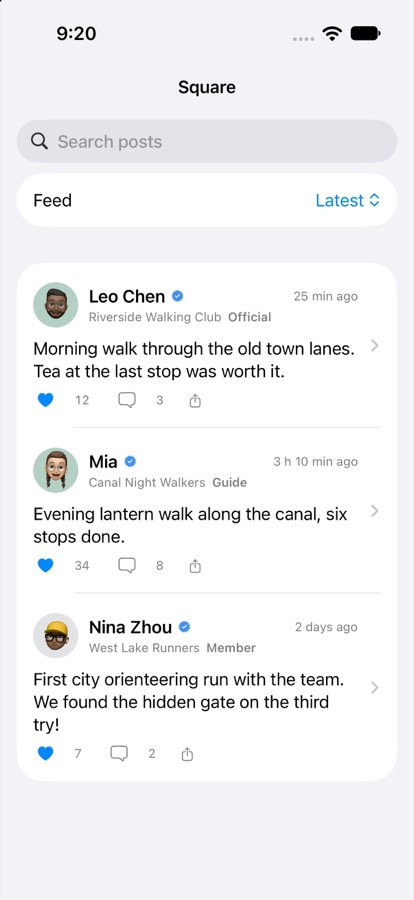 9:20
Square
Search posts
Feed
Latest
Leo Chen
25 min ago
Riverside Walking Club Official
Morning walk through the old town lanes.
Tea at the last stop was worth it.
12 3
Mia
3 h 10 min ago
Canal Night Walkers Guide
Evening lantern walk along the canal, six
stops done.
34 8
Nina Zhou
2 days ago
West Lake Runners Member
First city orienteering run with the team.
We found the hidden gate on the third
try!
7 2